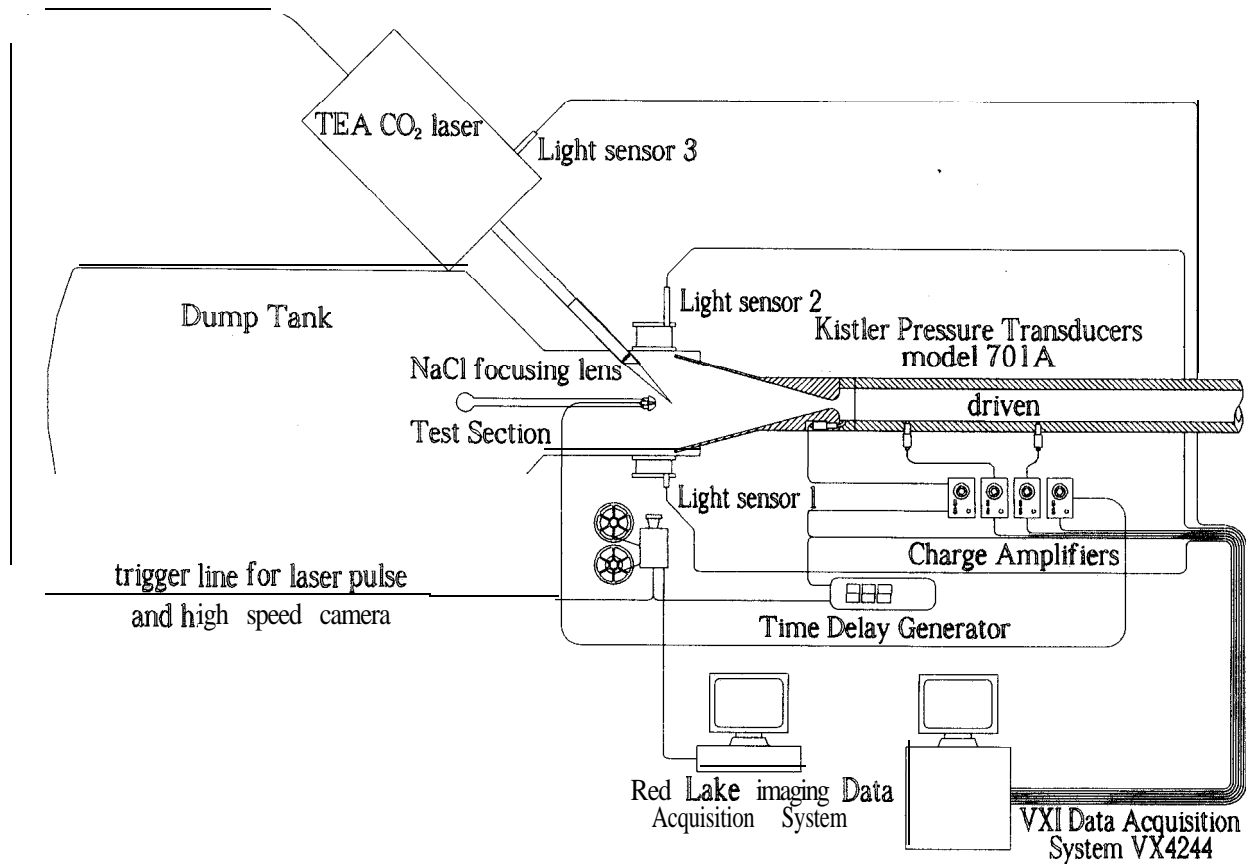 TEA CO₂ laser
Light sensor 3
Light sensor 2
Dump Tank
Kistler Pressure Transducers
model 701A
NaCl focusing lens
driven
Test Section
Light sensor 1
Charge Amplifiers
trigger line for laser pulse
and high speed camera
Time Delay Generator
Red Lake imaging Data
Acquisition System
VXI Data Acquisition
System VX4244